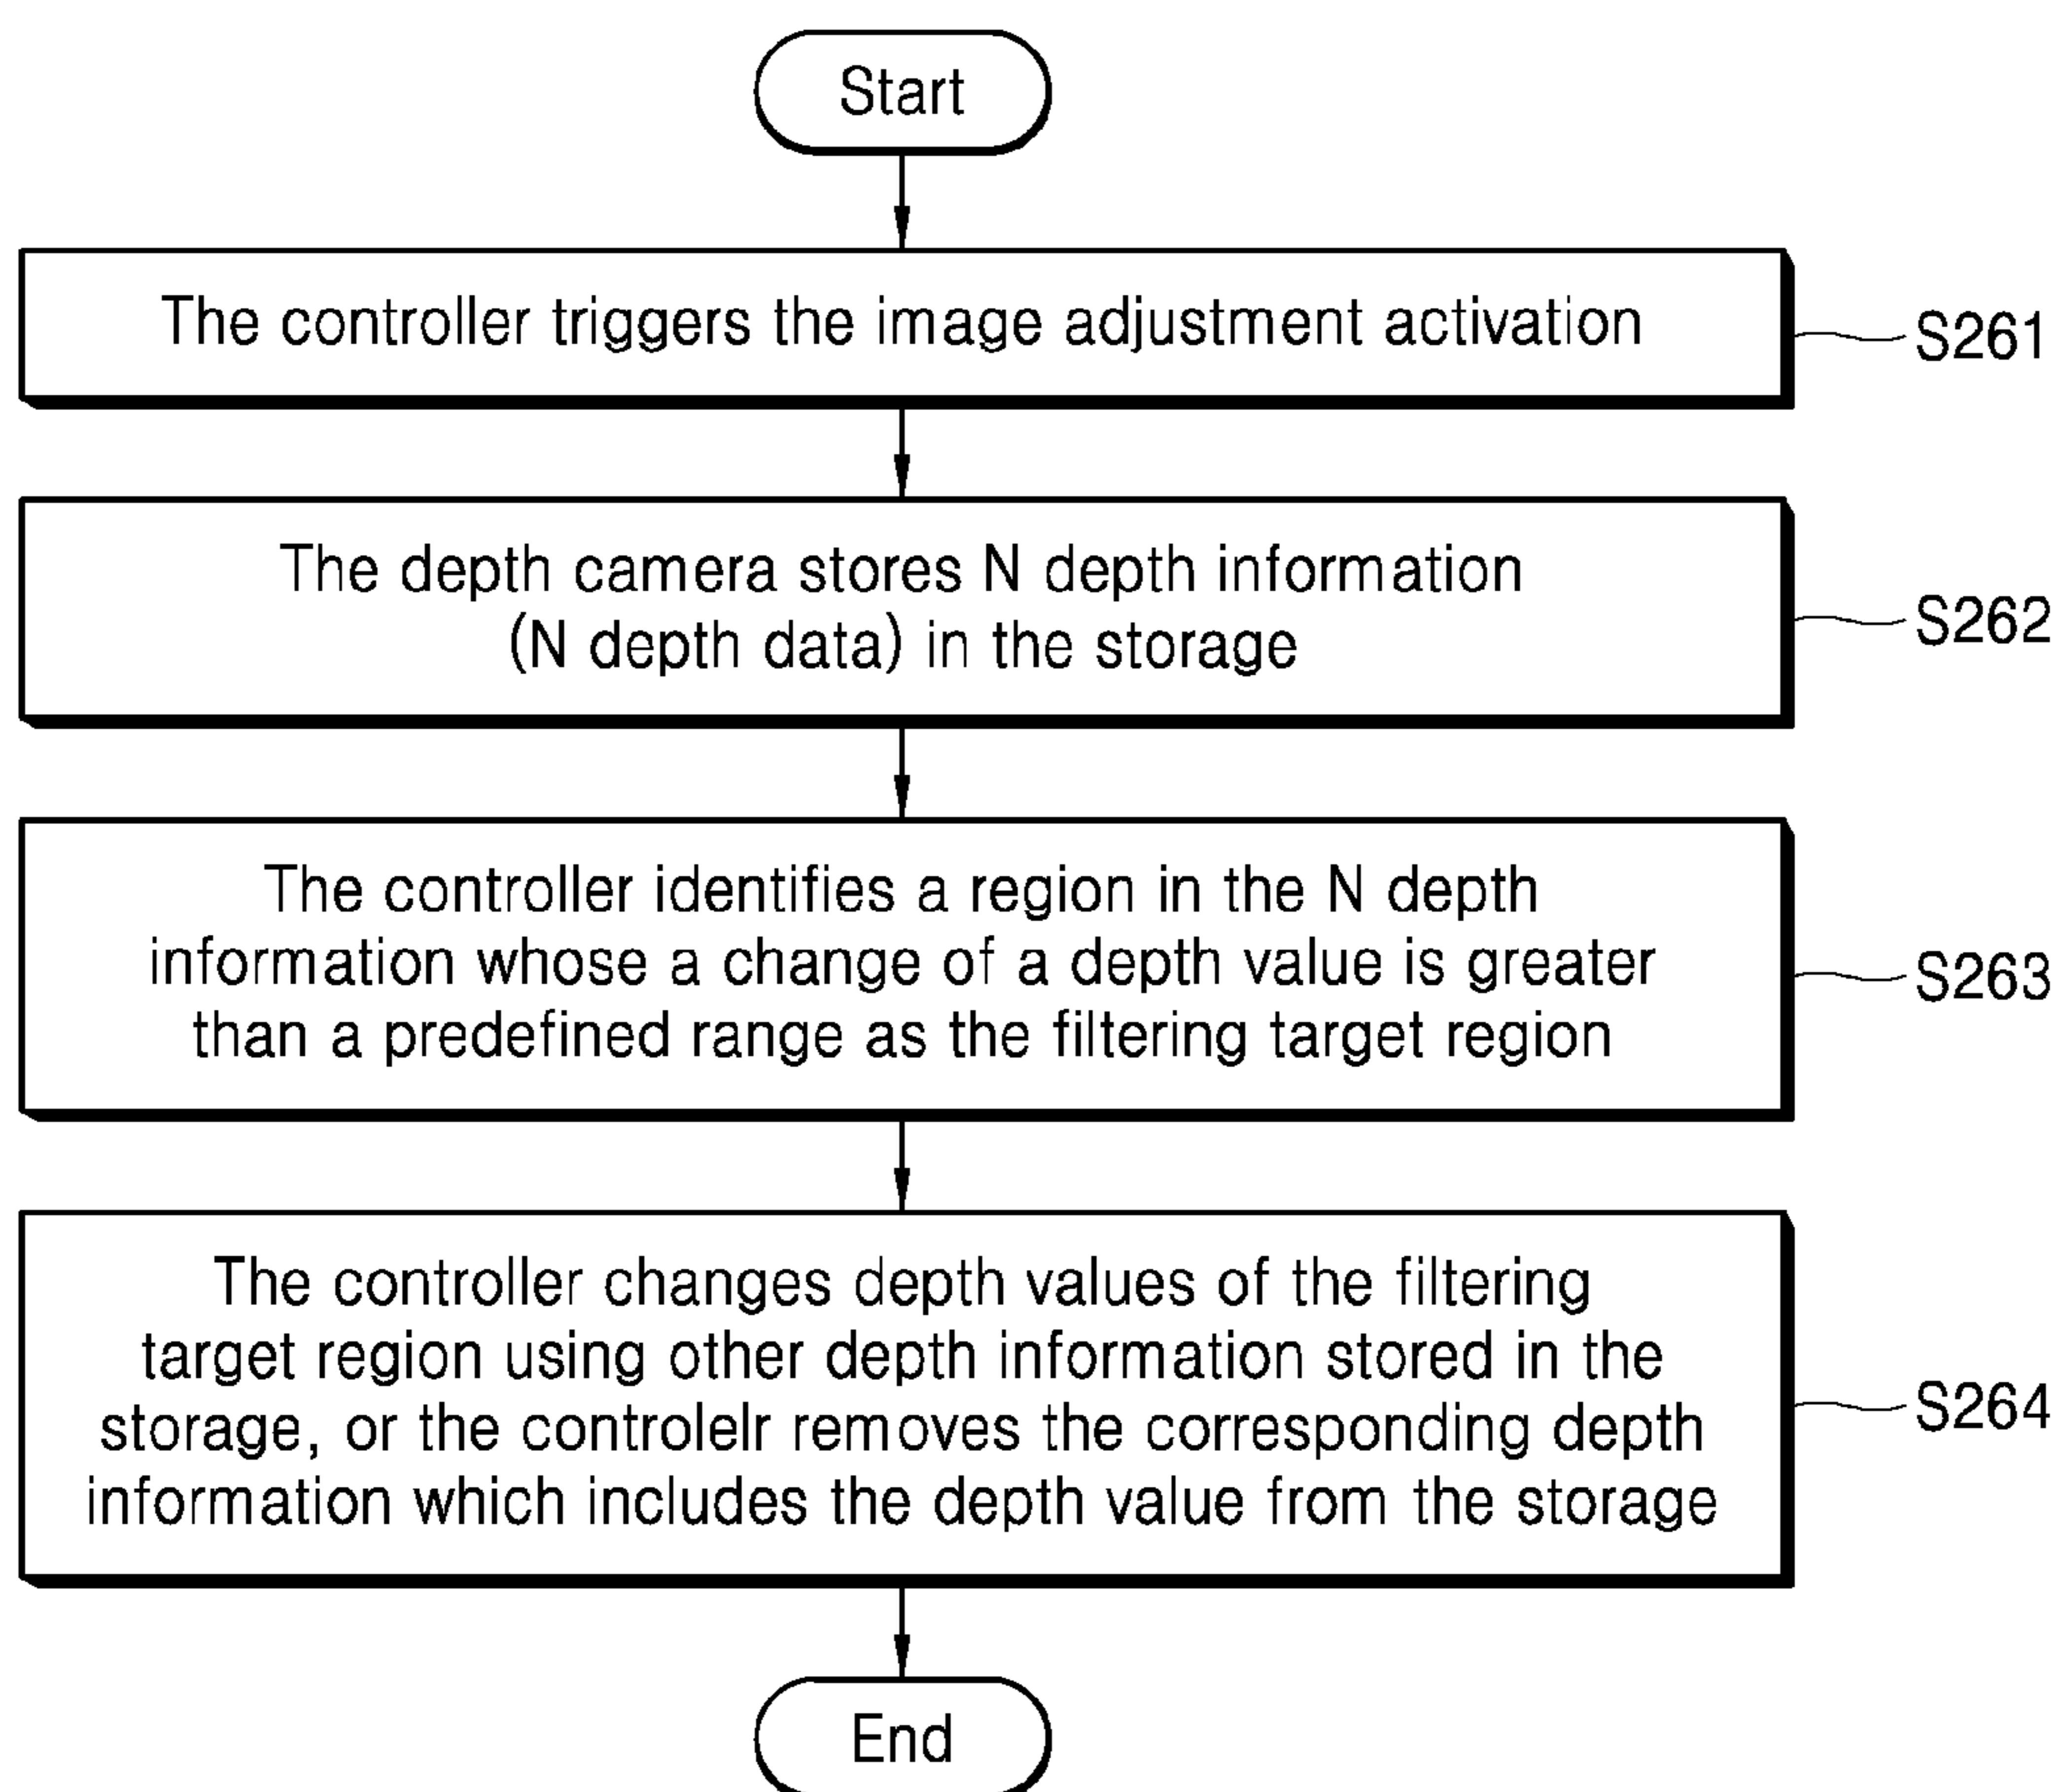 Start
The controller triggers the image adjustment activation
S261
The depth camera stores N depth information
(N depth data) in the storage
S262
The controller identifies a region in the N depth
information whose a change of a depth value is greater
than a predefined range as the filtering target region
S263
The controller changes depth values of the filtering
target region using other depth information stored in the
storage, or the controlelr removes the corresponding depth
information which includes the depth value from the storage
S264
End